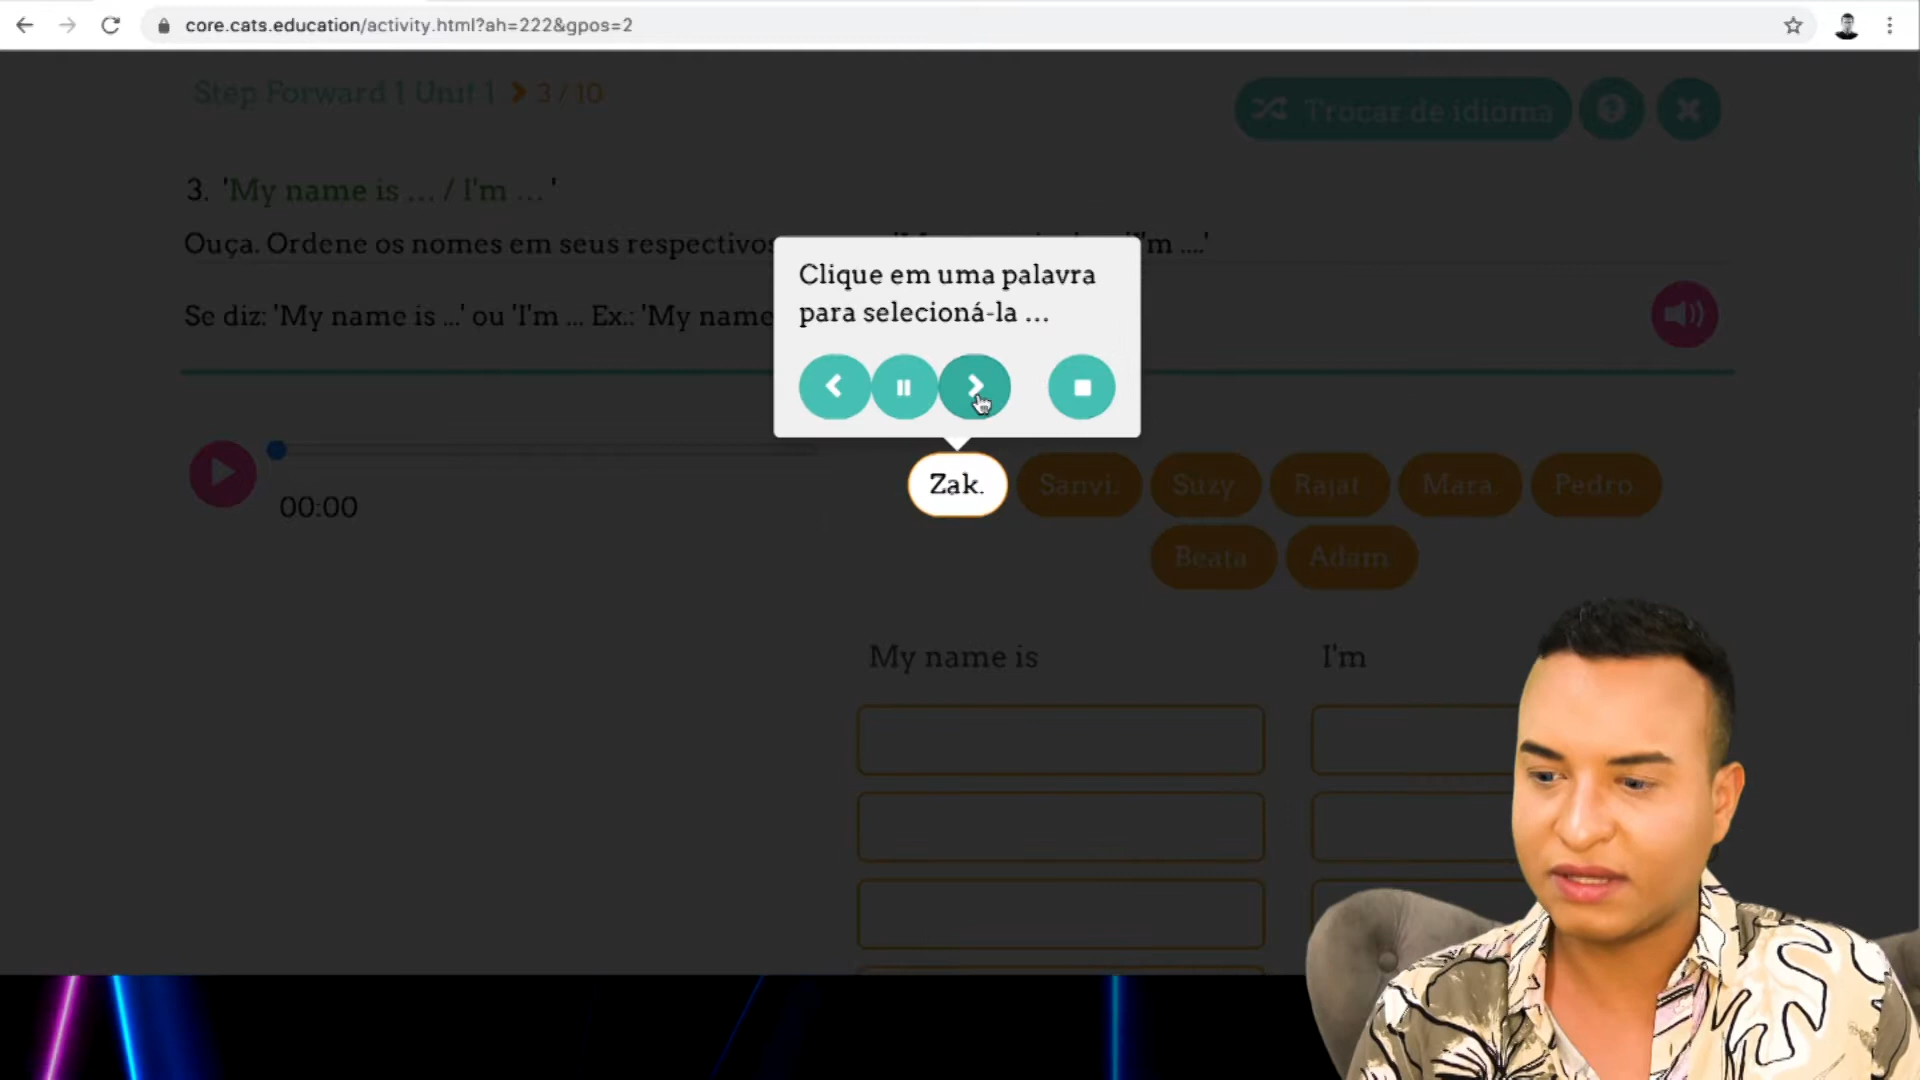 core.cats.education/activity.html?ah=222&gpos=2
Step Forward 1 Unit 1 > 3 / 10
Trocar de idioma
3. 'My name is ... / I'm ... '
Ouça. Ordene os nomes em seus respectivos
'm ....'
Se diz: 'My name is ...' ou 'I'm ... Ex.: 'My name
Clique em uma palavra
para selecioná-la ...
00:00
Zak. Sanvi. Suzy Rajat Mara. Pedro.
Beata Adam
My name is I'm